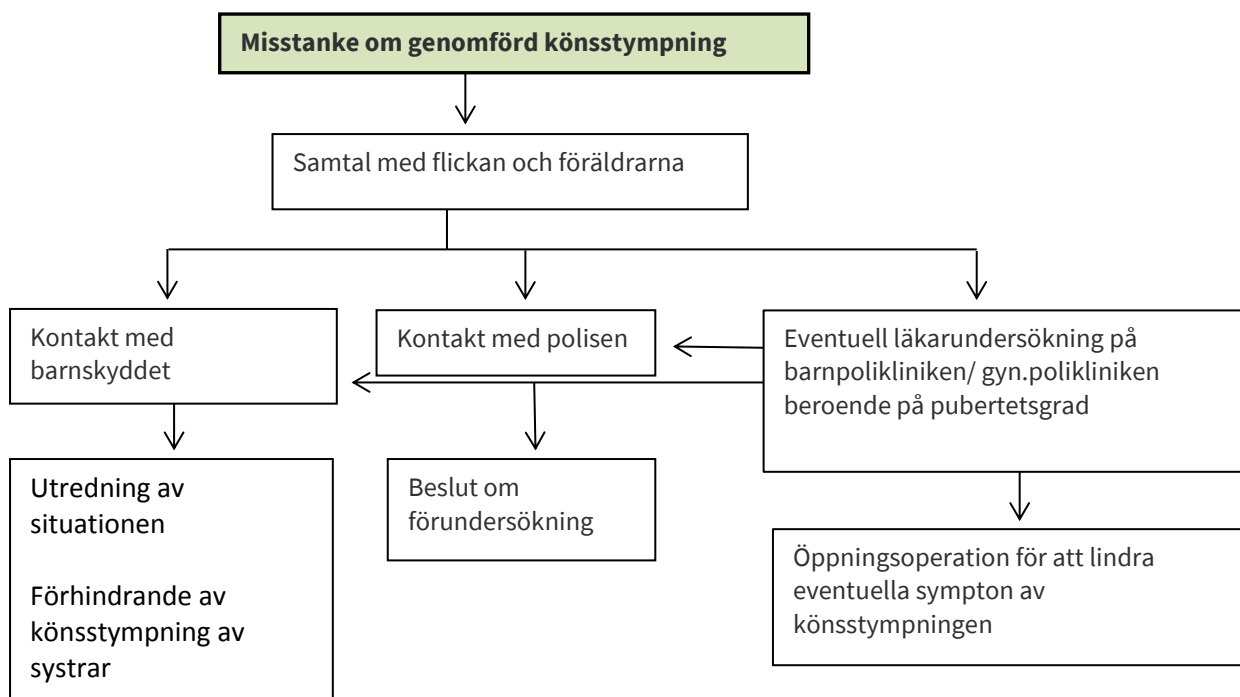 Misstanke om genomförd könsstympning
Samtal med flickan och föräldrarna
Kontakt med
barnskyddet
Kontakt med polisen
Eventuell läkarundersökning på
barnpolikliniken/ gyn.polikliniken
beroende på pubertetsgrad
Utredning av
situationen
Förhindrande av
könsstympning av
systrar
Beslut om
förundersökning
Öppningsoperation för att lindra
eventuella sympton av
könsstympningen